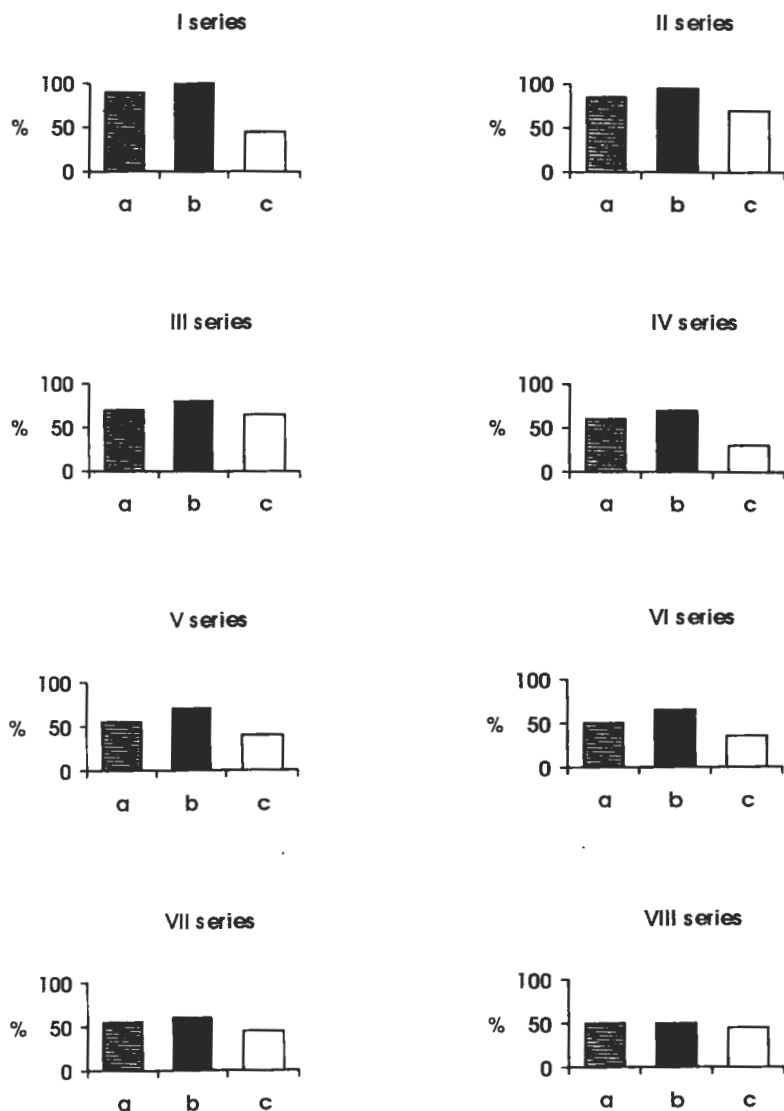 I series
100
% 50
0
a b c
II series
100
% 50
0
a b c
III series
100
% 50
0
a b c
IV series
100
% 50
0
a b c
V series
100
% 50
0
a b c
VI series
100
% 50
0
a b c
VII series
100
% 50
0
a b c
VIII series
100
% 50
0
a b c